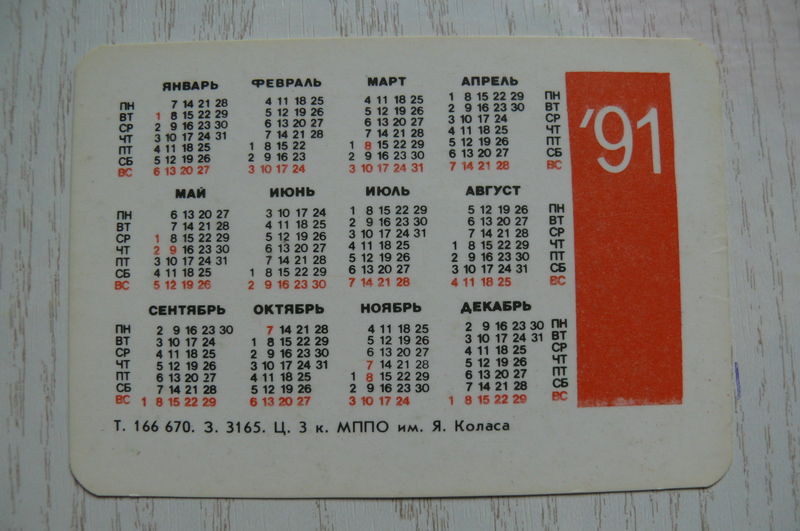 ЯНВАРЬ ФЕВРАЛЬ МАРТ АПРЕЛЬ
ПН 7 14 21 28 4 11 18 25 4 11 18 25 1 8 15 22 29 ПН
ВТ 1 8 15 22 29 5 12 19 26 5 12 19 26 2 9 16 23 30 ВТ
СР 2 9 16 23 30 6 13 20 27 6 13 20 27 3 10 17 24 СР
ЧТ 3 10 17 24 31 7 14 21 28 7 14 21 28 4 11 18 25 ЧТ
ПТ 4 11 18 25 1 8 15 22 1 8 15 22 29 5 12 19 26 ПТ
СБ 5 12 19 26 2 9 16 23 2 9 16 23 30 6 13 20 27 СБ
ВС 6 13 20 27 3 10 17 24 3 10 17 24 31 7 14 21 28 ВС
'91
МАЙ ИЮНЬ ИЮЛЬ АВГУСТ
ПН 6 13 20 27 3 10 17 24 1 8 15 22 29 5 12 19 26 ПН
ВТ 7 14 21 28 4 11 18 25 2 9 16 23 30 6 13 20 27 ВТ
СР 1 8 15 22 29 5 12 19 26 3 10 17 24 31 7 14 21 28 СР
ЧТ 2 9 16 23 30 6 13 20 27 4 11 18 25 1 8 15 22 29 ЧТ
ПТ 3 10 17 24 31 7 14 21 28 5 12 19 26 2 9 16 23 30 ПТ
СБ 4 11 18 25 1 8 15 22 29 6 13 20 27 3 10 17 24 31 СБ
ВС 5 12 19 26 2 9 16 23 30 7 14 21 28 4 11 18 25 ВС
СЕНТЯБРЬ ОКТЯБРЬ НОЯБРЬ ДЕКАБРЬ
ПН 2 9 16 23 30 7 14 21 28 4 11 18 25 2 9 16 23 30 ПН
ВТ 3 10 17 24 1 8 15 22 29 5 12 19 26 3 10 17 24 31 ВТ
СР 4 11 18 25 2 9 16 23 30 6 13 20 27 4 11 18 25 СР
ЧТ 5 12 19 26 3 10 17 24 31 7 14 21 28 5 12 19 26 ЧТ
ПТ 6 13 20 27 4 11 18 25 1 8 15 22 29 6 13 20 27 ПТ
СБ 7 14 21 28 5 12 19 26 2 9 16 23 30 7 14 21 28 СБ
ВС 1 8 15 22 29 6 13 20 27 3 10 17 24 1 8 15 22 29 ВС
Т. 166 670. З. 3165. Ц. 3 к. МППО им. Я. Коласа